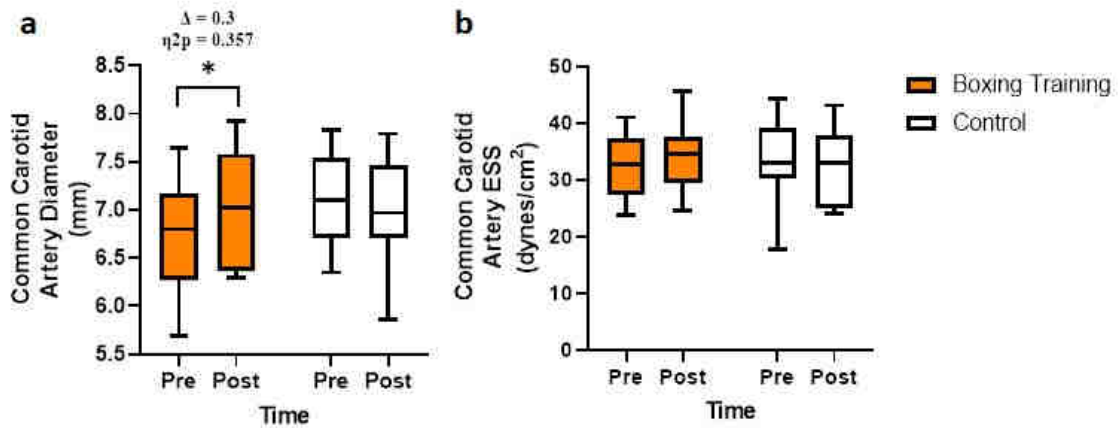 a
Δ = 0.3
η2p = 0.357
*
8.5
8.0
7.5
7.0
6.5
6.0
5.5
Common Carotid
Artery Diameter
(mm)
Pre Post Pre Post
Time
b
50
40
30
20
10
0
Common Carotid
Artery ESS
(dynes/cm²)
Pre Post Pre Post
Time
Boxing Training
Control